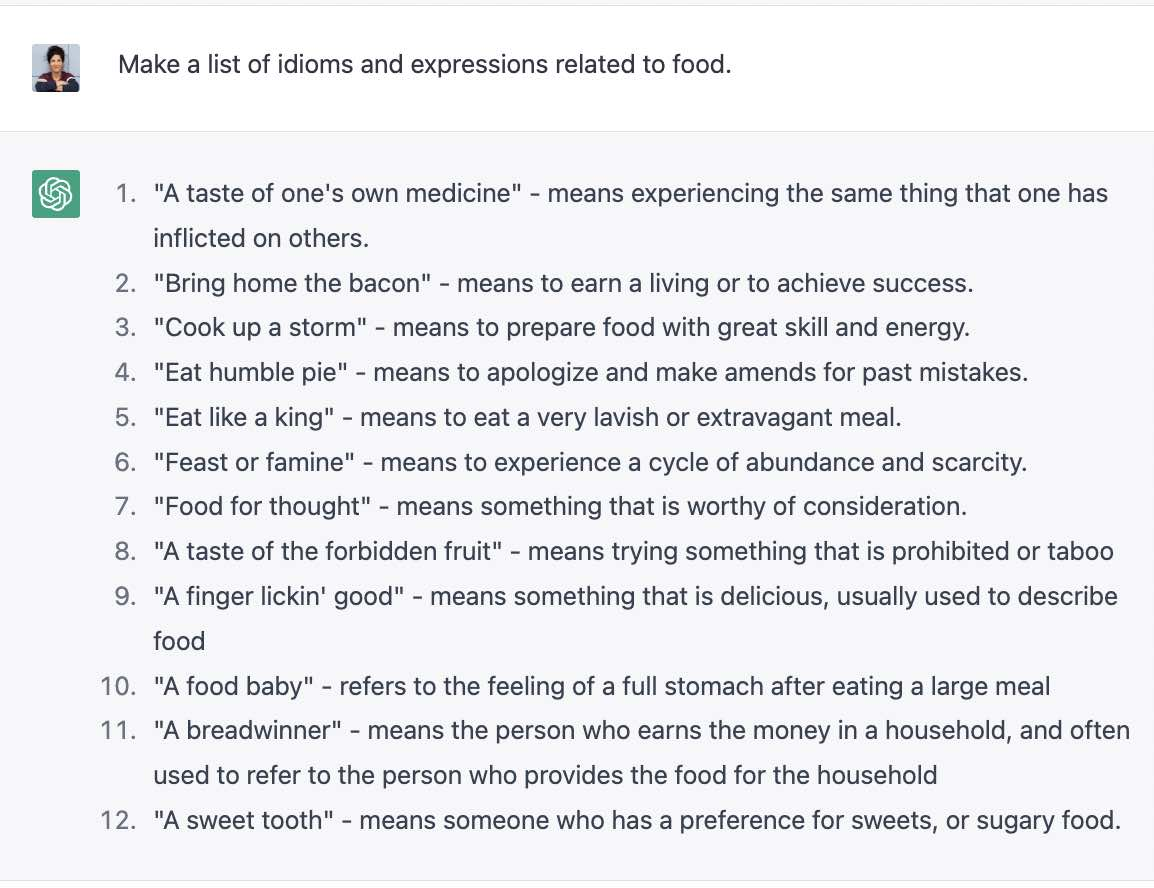 Make a list of idioms and expressions related to food.
1. "A taste of one's own medicine" - means experiencing the same thing that one has
inflicted on others.
2. "Bring home the bacon" - means to earn a living or to achieve success.
3. "Cook up a storm" - means to prepare food with great skill and energy.
4. "Eat humble pie" - means to apologize and make amends for past mistakes.
5. "Eat like a king" - means to eat a very lavish or extravagant meal.
6. "Feast or famine" - means to experience a cycle of abundance and scarcity.
7. "Food for thought" - means something that is worthy of consideration.
8. "A taste of the forbidden fruit" - means trying something that is prohibited or taboo
9. "A finger lickin' good" - means something that is delicious, usually used to describe
food
10. "A food baby" - refers to the feeling of a full stomach after eating a large meal
11. "A breadwinner" - means the person who earns the money in a household, and often
used to refer to the person who provides the food for the household
12. "A sweet tooth" - means someone who has a preference for sweets, or sugary food.